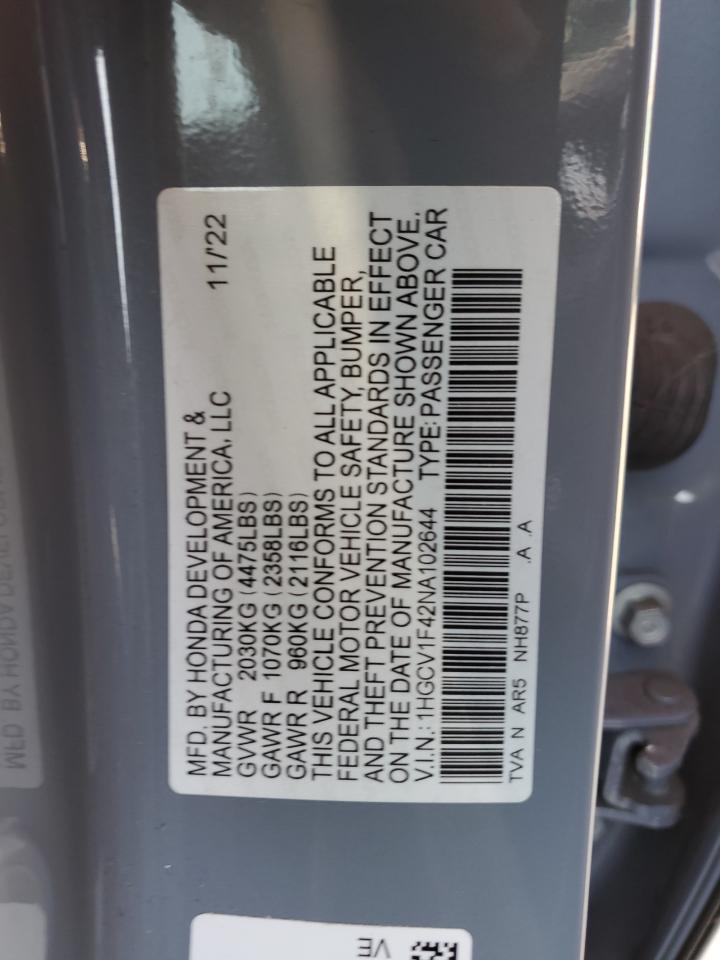 MFD. BY HONDA DEVELOPMENT &
MANUFACTURING OF AMERICA, LLC 11/'22
GVWR 2030KG (4475LBS)
GAWR F 1070KG (2358LBS)
GAWR R 960KG (2116LBS)
THIS VEHICLE CONFORMS TO ALL APPLICABLE
FEDERAL MOTOR VEHICLE SAFETY, BUMPER,
AND THEFT PREVENTION STANDARDS IN EFFECT
ON THE DATE OF MANUFACTURE SHOWN ABOVE.
V.I.N.: 1HGCV1F42NA102644 TYPE: PASSENGER CAR
TVA N AR5 NH877P .A .A
VE